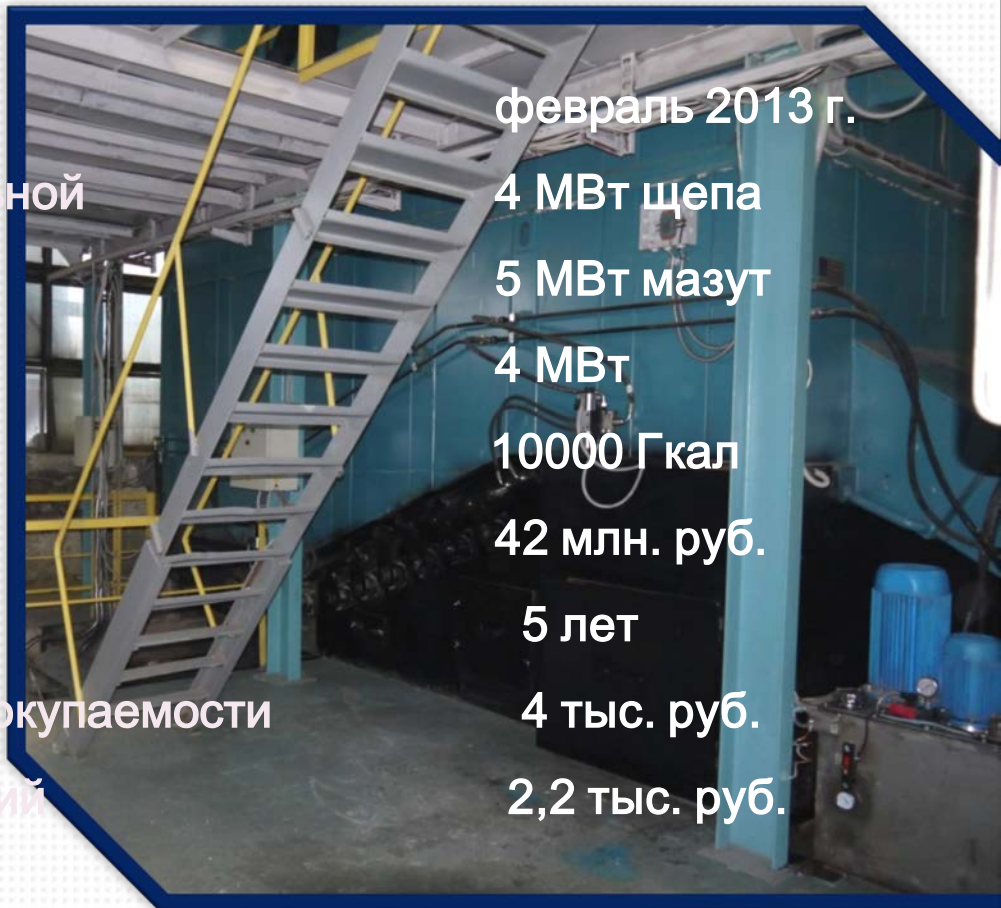 февраль 2013 г.
ной 4 МВт щепа
5 МВт мазут
4 МВт
10000 Гкал
42 млн. руб.
5 лет
окупаемости 4 тыс. руб.
ий 2,2 тыс. руб.